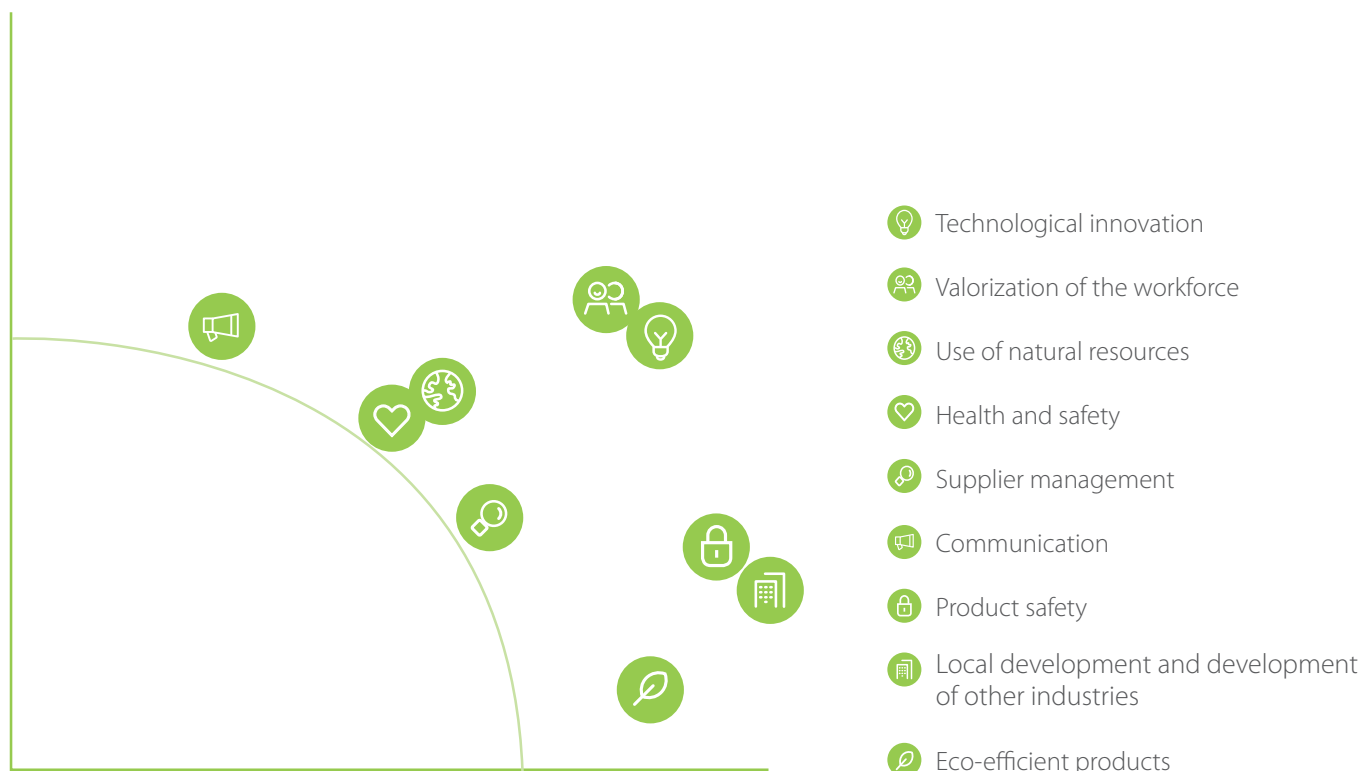 Technological innovation
Valorization of the workforce
Use of natural resources
Health and safety
Supplier management
Communication
Product safety
Local development and development
of other industries
Eco-efficient products